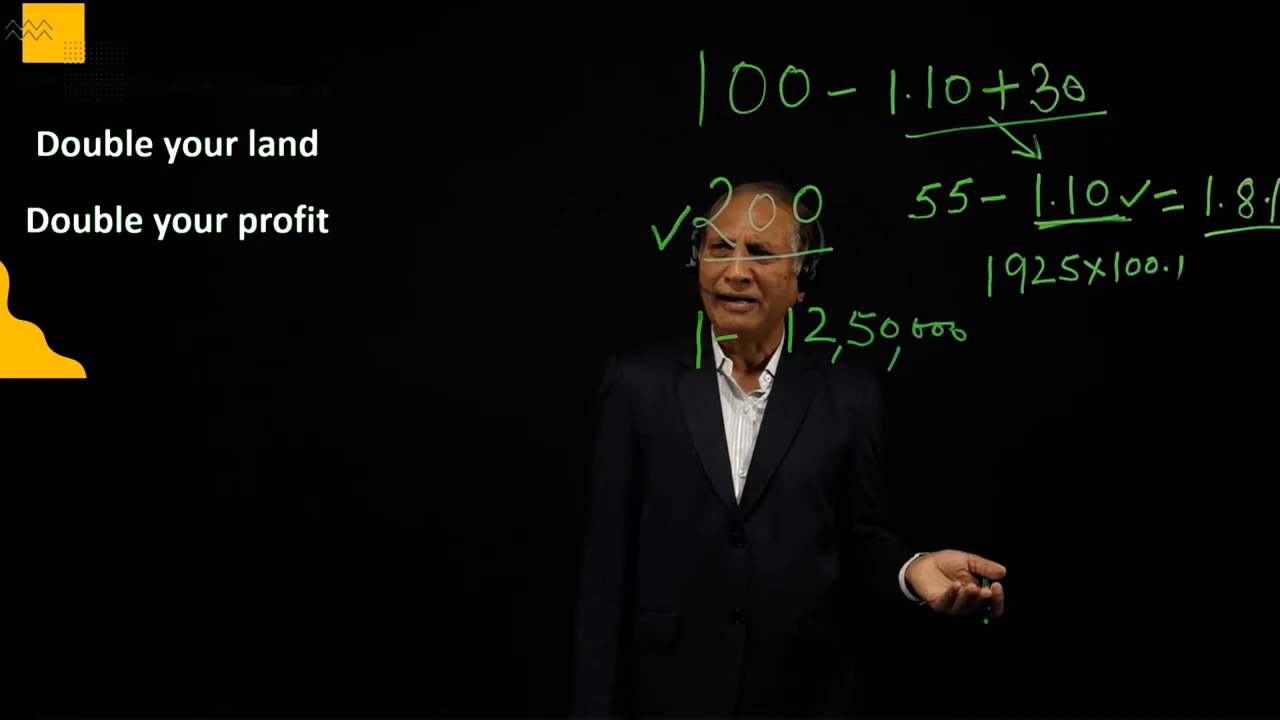 Double your land
Double your profit
100 - 1.10 + 30
✓ 200
55 - 1.10 ✓ = 1.8.1
1925 x 100.1
1 - 12,50,000